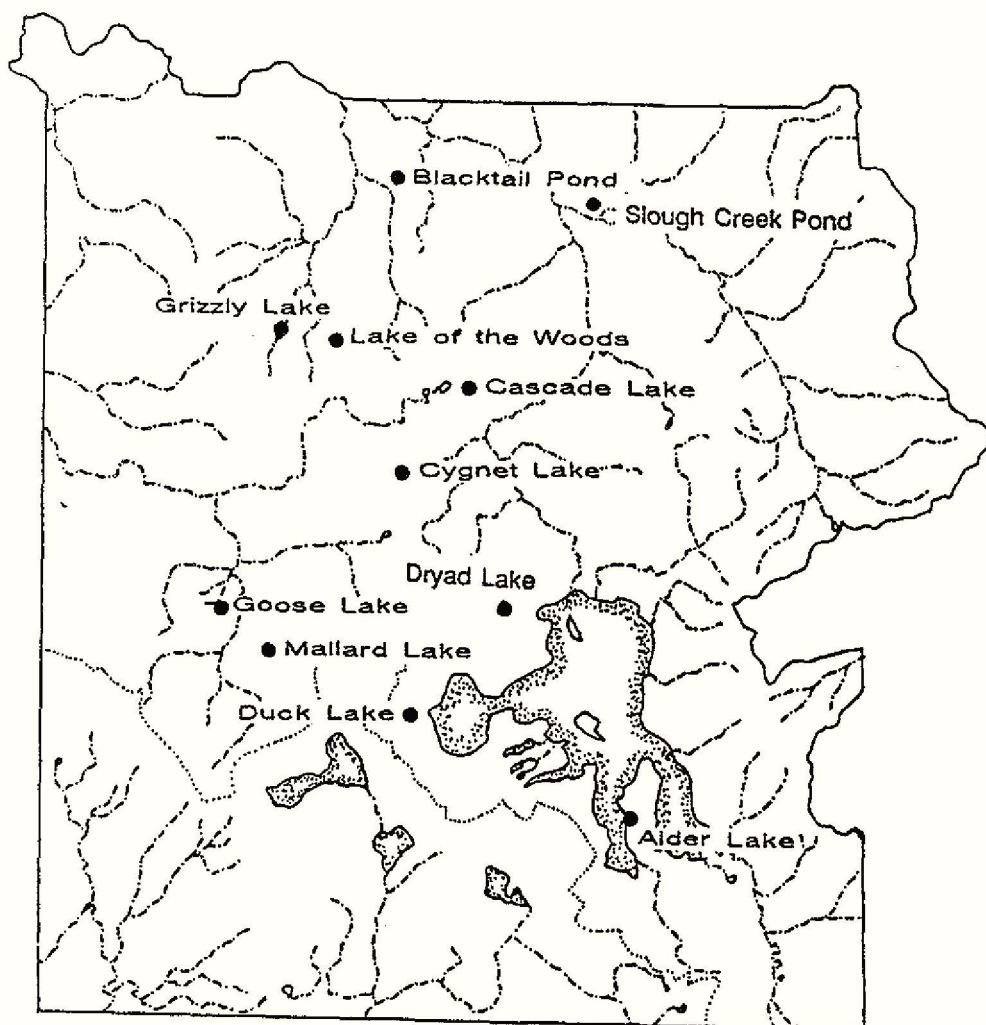 Blacktail Pond
Slough Creek Pond
Grizzly Lake
Lake of the Woods
Cascade Lake
Cygnet Lake
Dryad Lake
Goose Lake
Mallard Lake
Duck Lake
Alder Lake